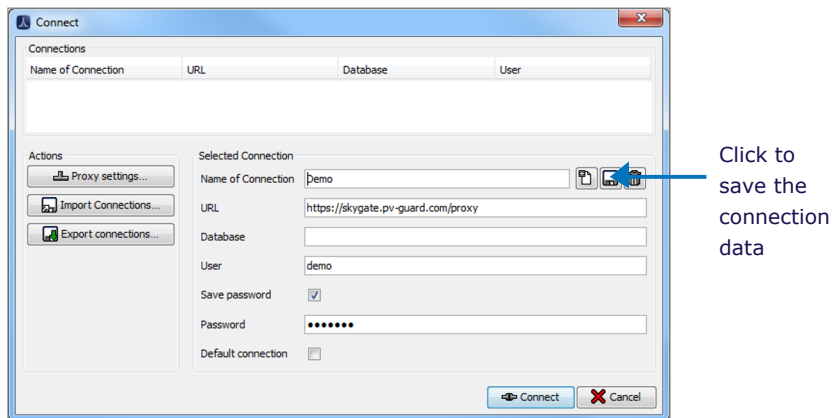 Connect
Connections
Name of Connection URL Database User
Actions
Proxy settings...
Import Connections...
Export connections...
Selected Connection
Name of Connection Demo
URL https://skygate.pv-guard.com/proxy
Database
User demo
Save password
Password •••••••
Default connection
Connect Cancel
Click to
save the
connection
data